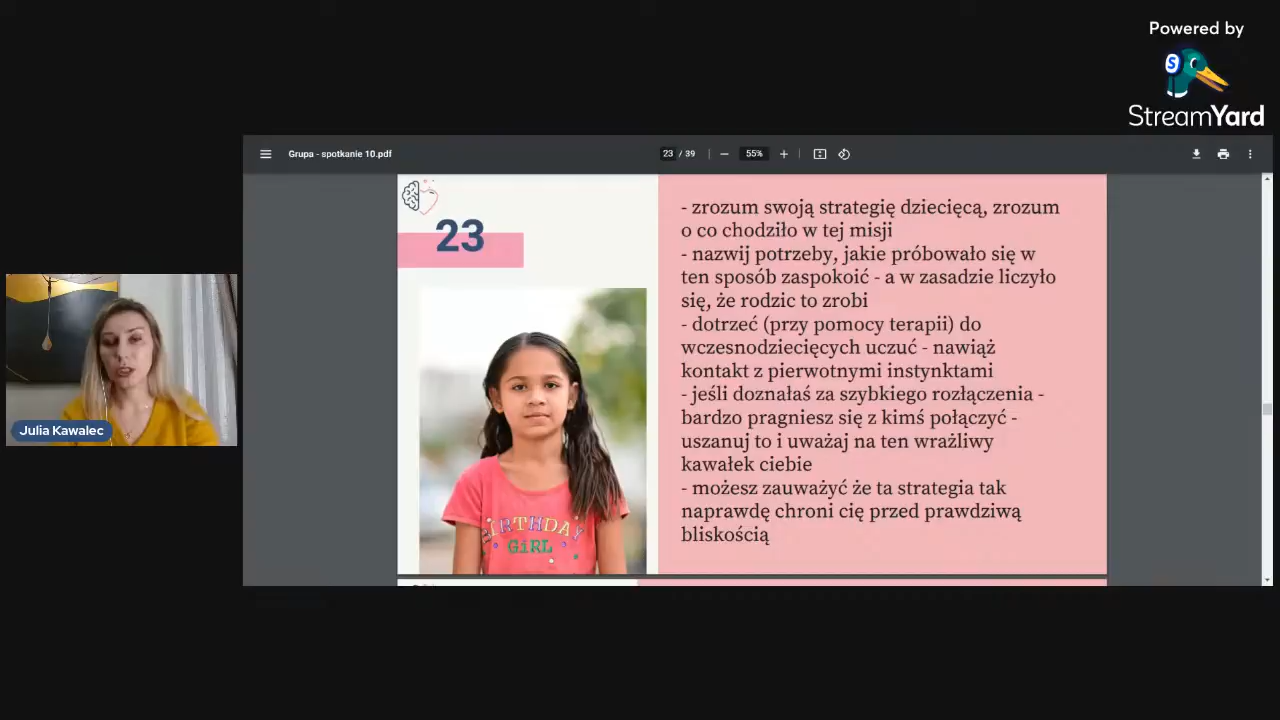 Powered by
S
StreamYard
Grupa - spotkanie 10.pdf
23 / 39
55%
23
- zrozum swoją strategię dziecięcą, zrozum
o co chodziło w tej misji
- nazwij potrzeby, jakie próbowało się w
ten sposób zaspokoić - a w zasadzie liczyło
się, że rodzic to zrobi
- dotrzeć (przy pomocy terapii) do
wczesnodziecięcych uczuć - nawiąż
kontakt z pierwotnymi instynktami
- jeśli doznałaś za szybkiego rozłączenia -
bardzo pragniesz się z kimś połączyć -
uszanuj to i uważaj na ten wrażliwy
kawałek ciebie
- możesz zauważyć że ta strategia tak
naprawdę chroni cię przed prawdziwą
bliskością
BIRTHDAY
GiRL
Julia Kawalec